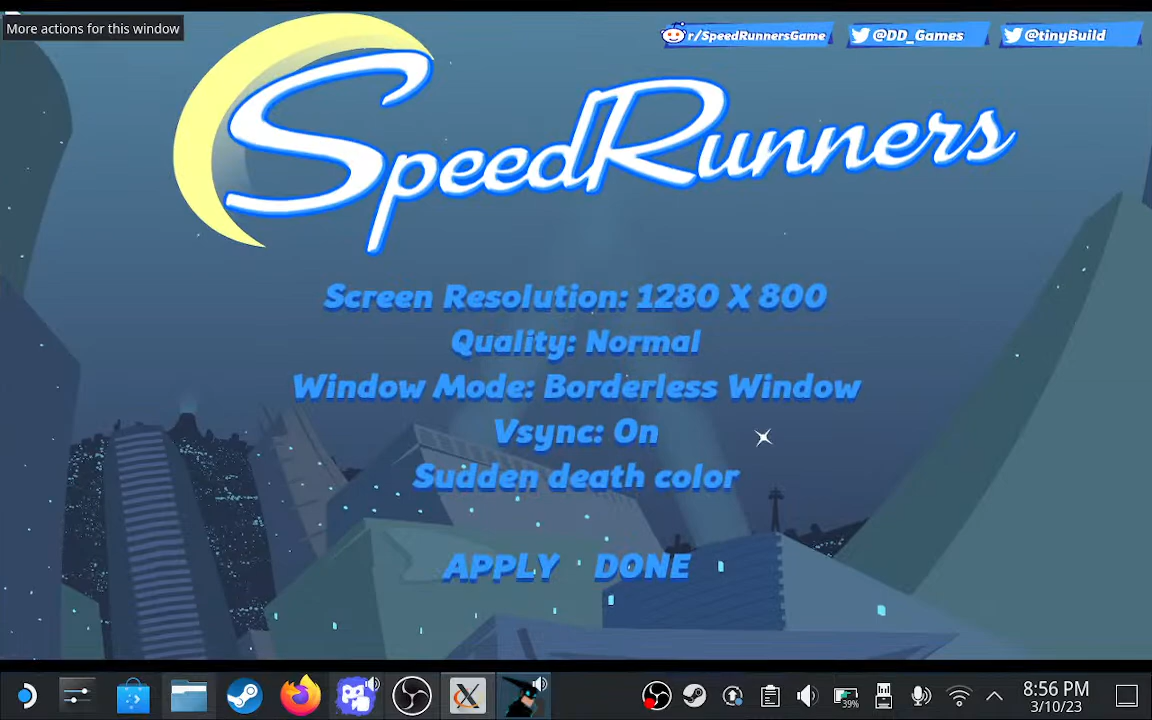 More actions for this window
r/SpeedRunnersGame
@DD_Games
@tinyBuild
SpeedRunners
Screen Resolution: 1280 X 800
Quality: Normal
Window Mode: Borderless Window
Vsync: On
Sudden death color
APPLY DONE
39%
8:56 PM
3/10/23